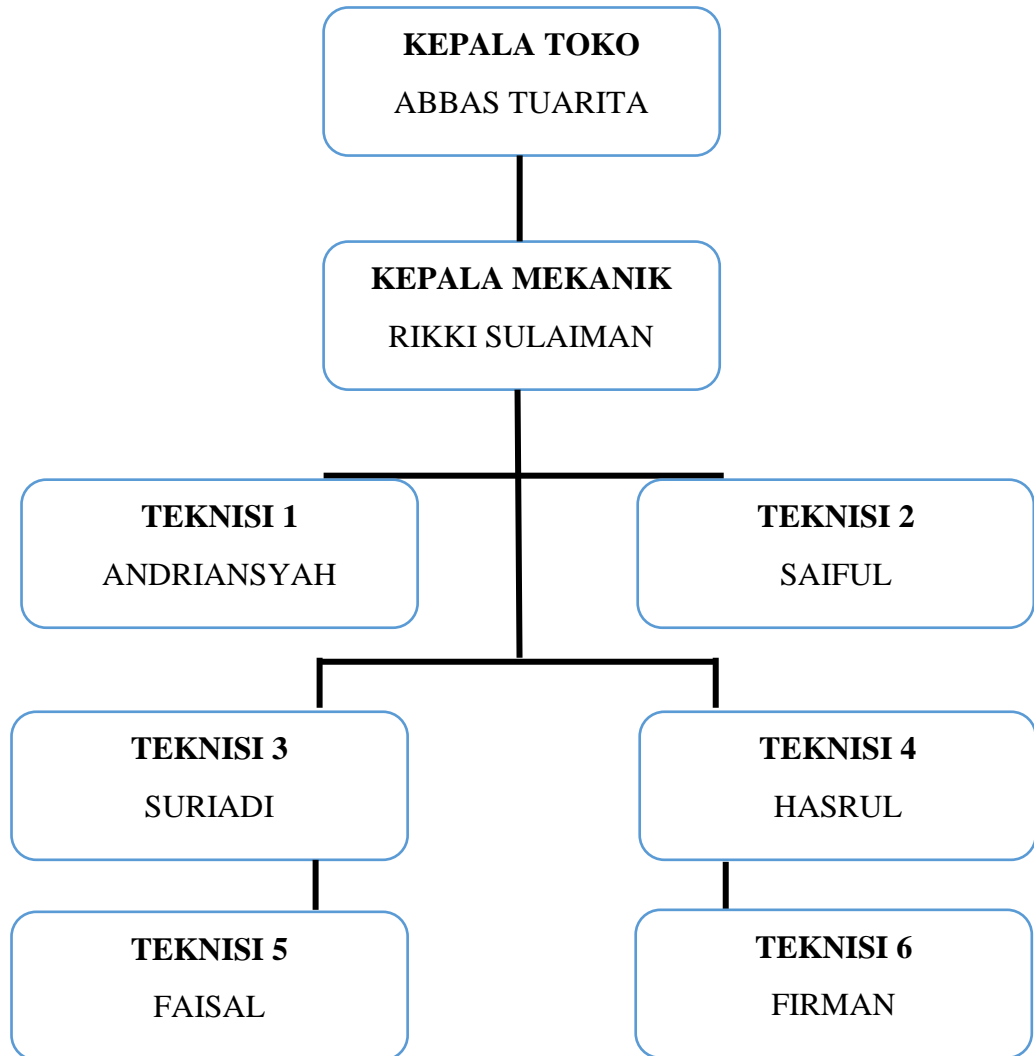 KEPALA TOKO
ABBAS TUARITA
KEPALA MEKANIK
RIKKI SULAIMAN
TEKNISI 1
ANDRIANSYAH
TEKNISI 2
SAIFUL
TEKNISI 3
SURIADI
TEKNISI 4
HASRUL
TEKNISI 5
FAISAL
TEKNISI 6
FIRMAN